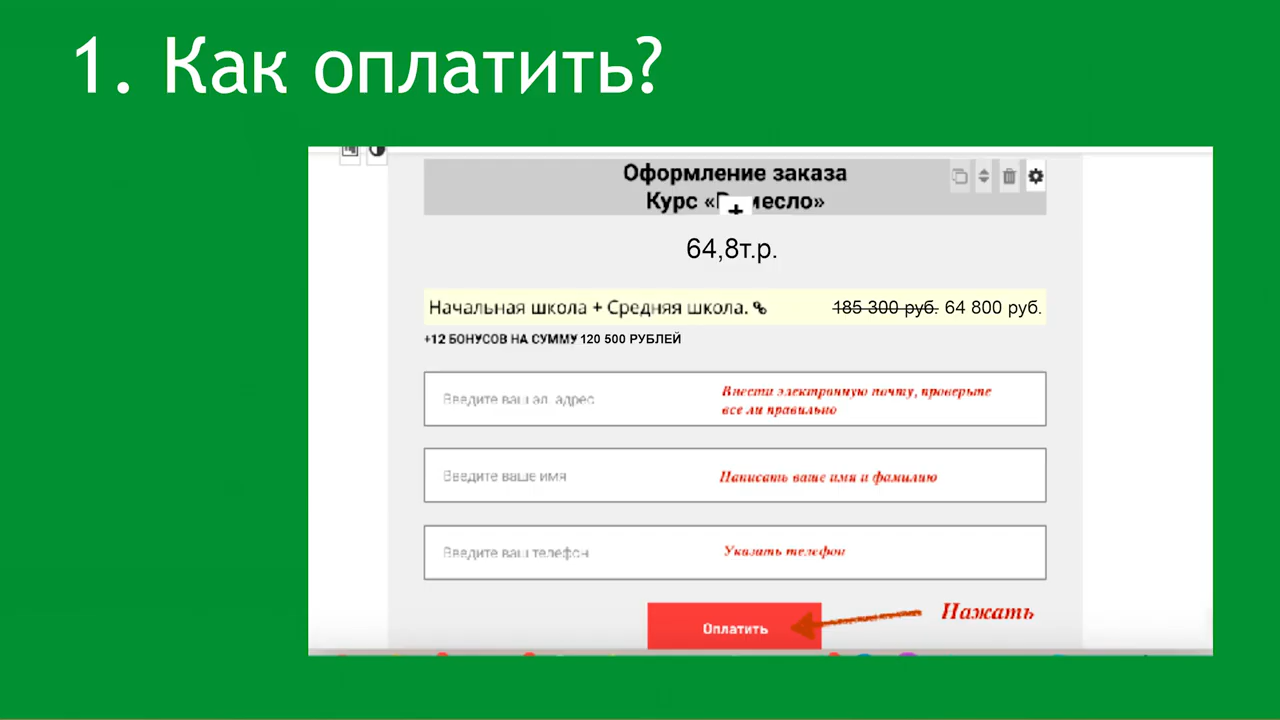 1. Как оплатить?
Оформление заказа
Курс «
месло»
64,8т.р.
Начальная школа + Средняя школа. 185 300 руб. 64 800 руб.
+12 БОНУСОВ НА СУММУ 120 500 РУБЛЕЙ
Введите ваш эл. адрес
Внести электронную почту, проверьте
все ли правильно
Введите ваше имя
Написать ваше имя и фамилию
Введите ваш телефон
Указать телефон
Оплатить
Нажать